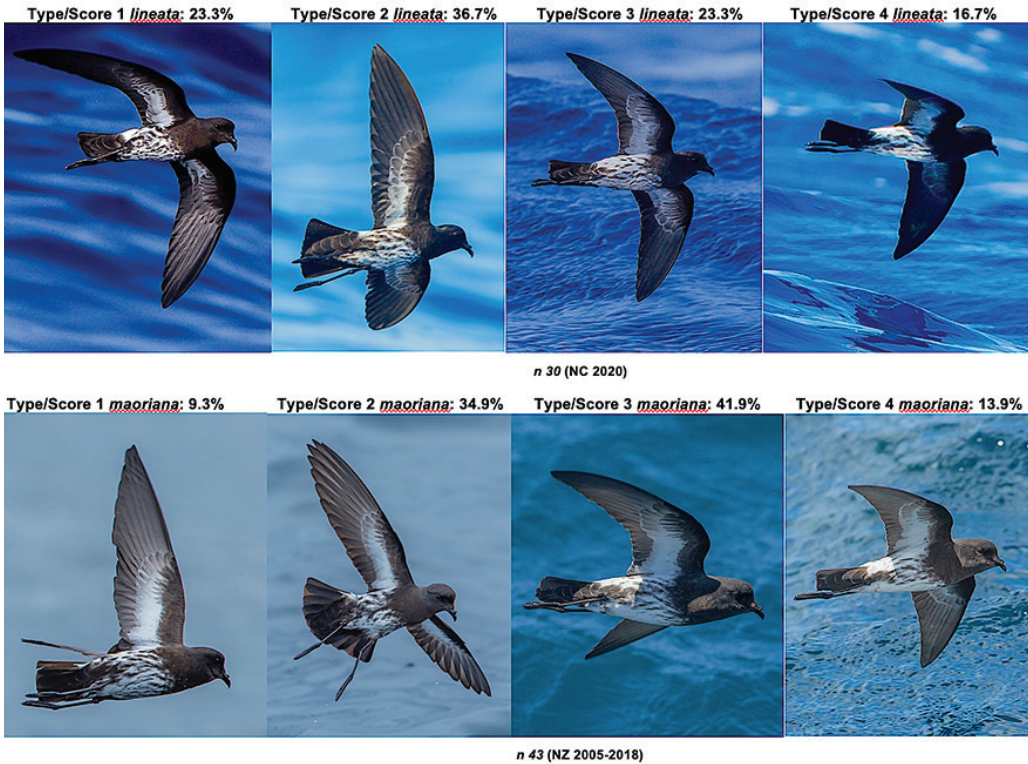 Type/Score 1 lineata: 23.3% Type/Score 2 lineata: 36.7% Type/Score 3 lineata: 23.3% Type/Score 4 lineata: 16.7%
n 30 (NC 2020)
Type/Score 1 maoriana: 9.3% Type/Score 2 maoriana: 34.9% Type/Score 3 maoriana: 41.9% Type/Score 4 maoriana: 13.9%
n 43 (NZ 2005-2018)